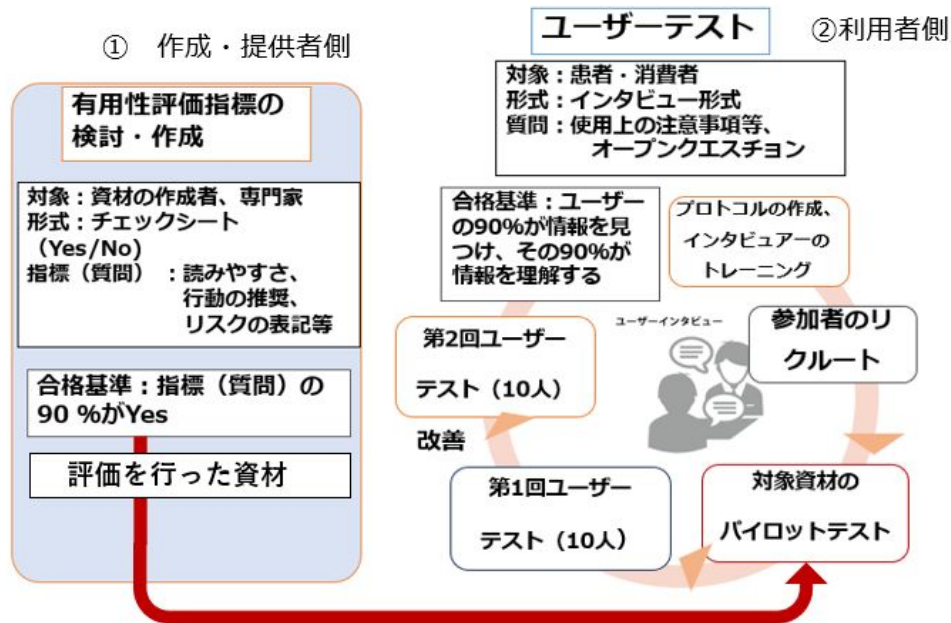 ① 作成・提供者側
有用性評価指標の
検討・作成
対象：資材の作成者、専門家
形式：チェックシート
（Yes/No)
指標（質問）：読みやすさ、
行動の推奨、
リスクの表記等
合格基準：指標（質問）の
90 %がYes
評価を行った資材
ユーザーテスト
②利用者側
対象：患者・消費者
形式：インタビュー形式
質問：使用上の注意事項等、
オープンクエスチョン
合格基準：ユーザー
の90%が情報を見
つけ、その90%が
情報を理解する
プロトコルの作成、
インタビュアーの
トレーニング
ユーザーインタビュー
参加者のリ
クルート
第2回ユーザー
テスト（10人）
改善
第1回ユーザー
テスト（10人）
対象資材の
パイロットテスト